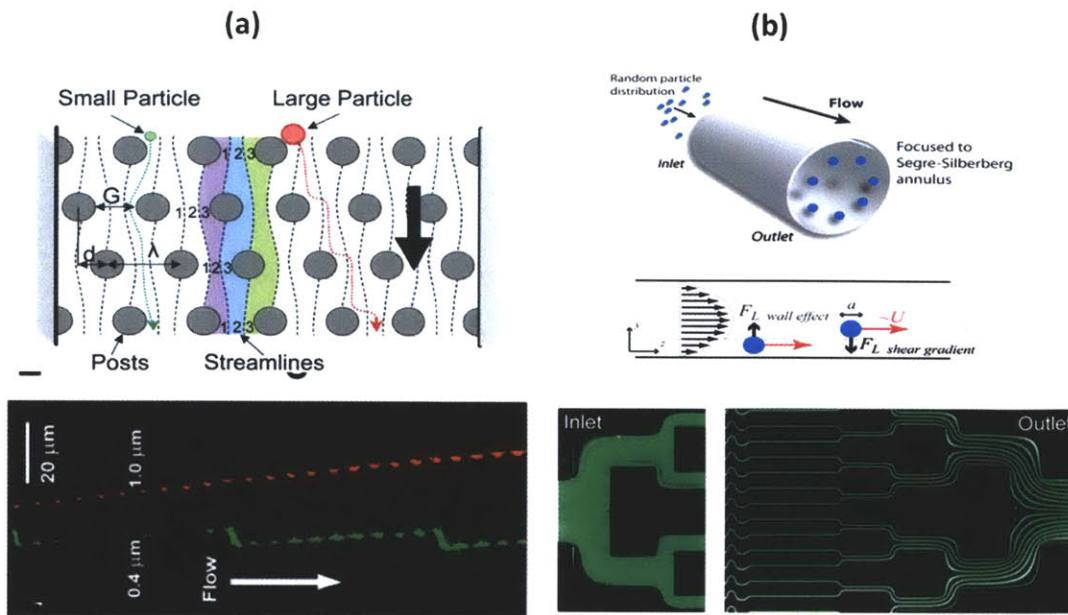 (a)
Small Particle
Large Particle
1 2 3
G
1 2 3
d
λ
1 2 3
1 2 3
Posts
Streamlines
20 μm
1.0 μm
0.4 μm
Flow
(b)
Random particle
distribution
Flow
Inlet
Focused to
Segre-Silberberg
annulus
Outlet
x
z
F_L wall effect
a
~U
F_L shear gradient
Inlet
Outlet